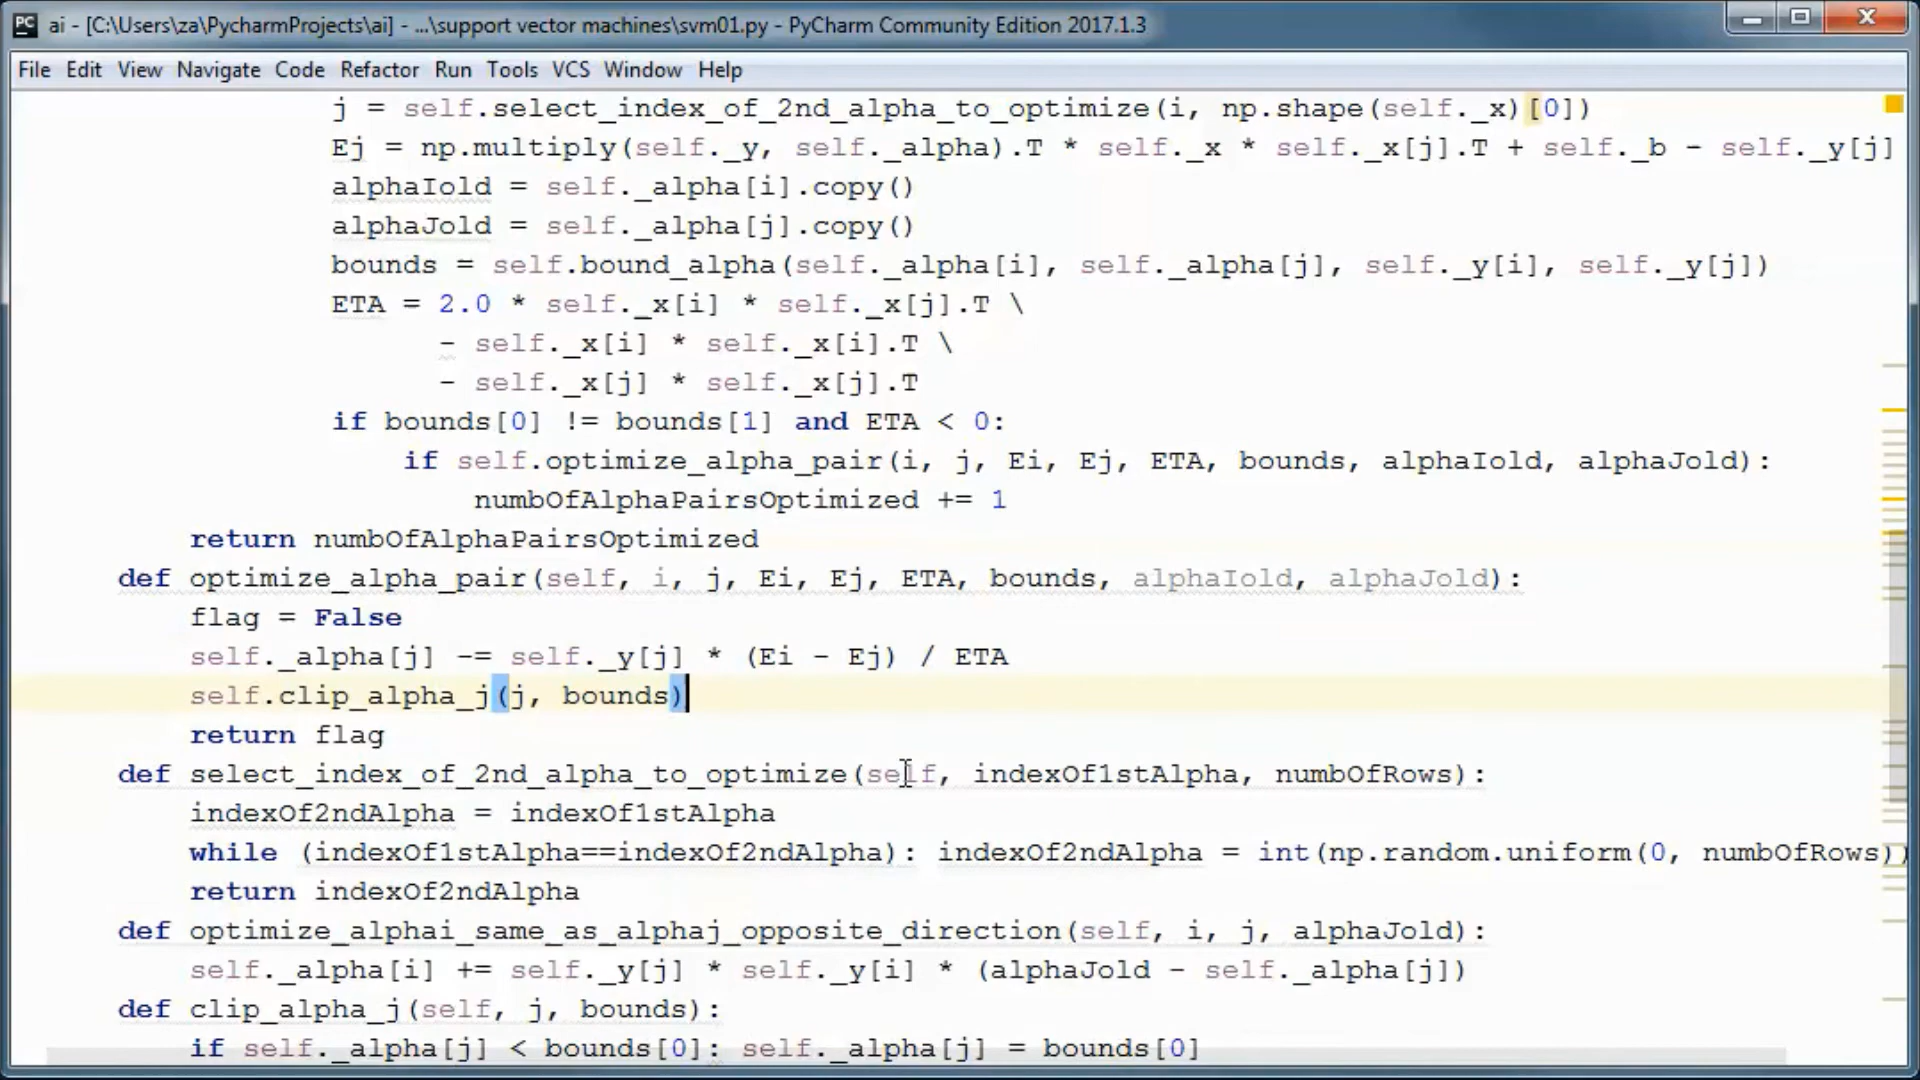 ai - [C:\Users\za\PycharmProjects\ai] - ...\support vector machines\svm01.py - PyCharm Community Edition 2017.1.3
File Edit View Navigate Code Refactor Run Tools VCS Window Help
j = self.select_index_of_2nd_alpha_to_optimize(i, np.shape(self._x)[0])
Ej = np.multiply(self._y, self._alpha).T * self._x * self._x[j].T + self._b - self._y[j]
alphaIold = self._alpha[i].copy()
alphaJold = self._alpha[j].copy()
bounds = self.bound_alpha(self._alpha[i], self._alpha[j], self._y[i], self._y[j])
ETA = 2.0 * self._x[i] * self._x[j].T \
- self._x[i] * self._x[i].T \
- self._x[j] * self._x[j].T
if bounds[0] != bounds[1] and ETA < 0:
if self.optimize_alpha_pair(i, j, Ei, Ej, ETA, bounds, alphaIold, alphaJold):
numbOfAlphaPairsOptimized += 1
return numbOfAlphaPairsOptimized
def optimize_alpha_pair(self, i, j, Ei, Ej, ETA, bounds, alphaIold, alphaJold):
flag = False
self._alpha[j] -= self._y[j] * (Ei - Ej) / ETA
self.clip_alpha_j(j, bounds)
return flag
def select_index_of_2nd_alpha_to_optimize(self, indexOf1stAlpha, numbOfRows):
indexOf2ndAlpha = indexOf1stAlpha
while (indexOf1stAlpha==indexOf2ndAlpha): indexOf2ndAlpha = int(np.random.uniform(0, numbOfRows))
return indexOf2ndAlpha
def optimize_alphai_same_as_alphaj_opposite_direction(self, i, j, alphaJold):
self._alpha[i] += self._y[j] * self._y[i] * (alphaJold - self._alpha[j])
def clip_alpha_j(self, j, bounds):
if self._alpha[j] < bounds[0]: self._alpha[j] = bounds[0]